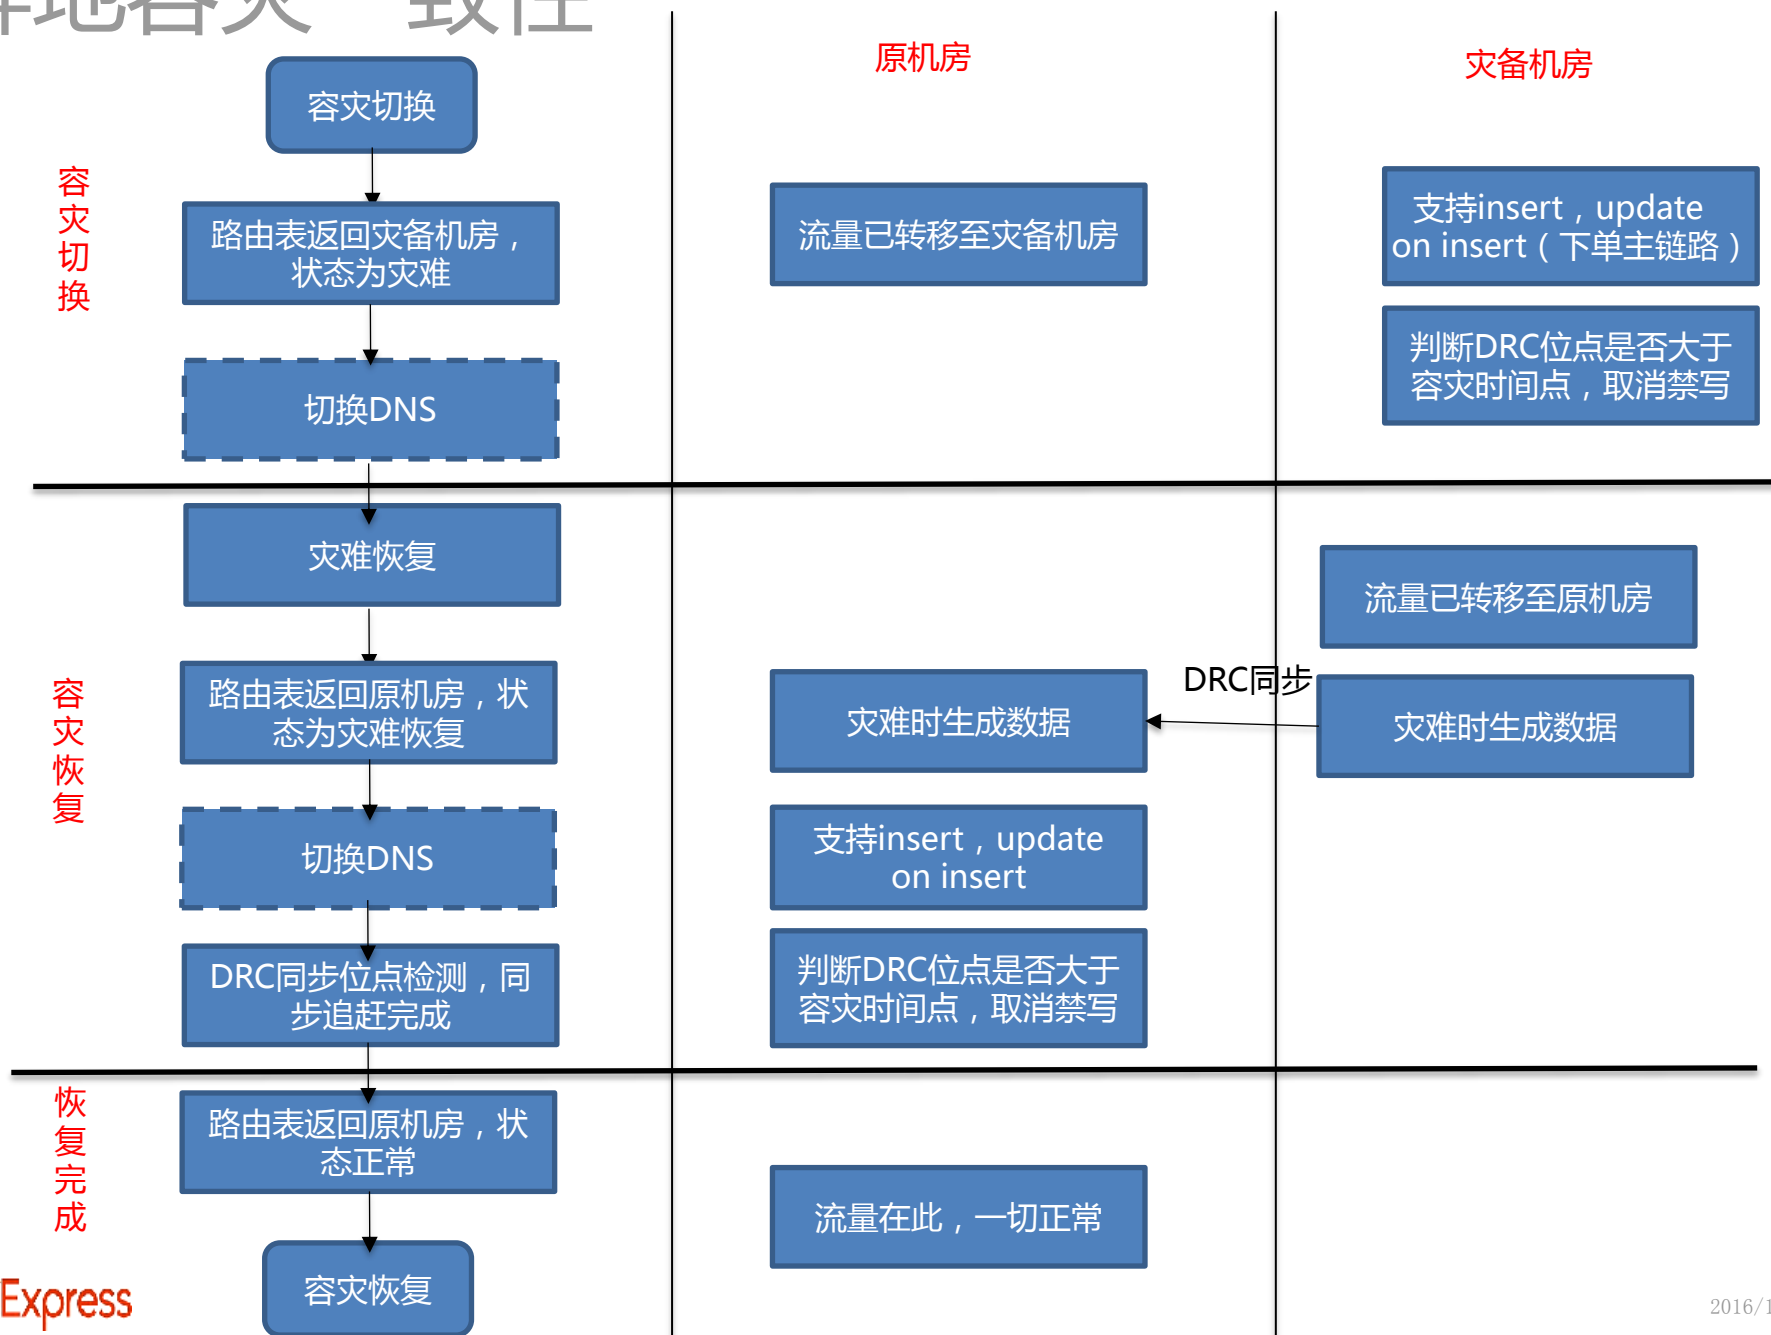 异地容灾一致性
原机房
灾备机房
容灾切换
容灾切换
路由表返回灾备机房，
状态为灾难
切换DNS
流量已转移至灾备机房
支持insert，update
on insert（下单主链路）
判断DRC位点是否大于
容灾时间点，取消禁写
容灾恢复
灾难恢复
路由表返回原机房，状
态为灾难恢复
切换DNS
DRC同步位点检测，同
步追赶完成
灾难时生成数据
支持insert，update
on insert
判断DRC位点是否大于
容灾时间点，取消禁写
DRC同步
流量已转移至原机房
灾难时生成数据
恢复完成
路由表返回原机房，状
态正常
容灾恢复
流量在此，一切正常
Express
2016/1